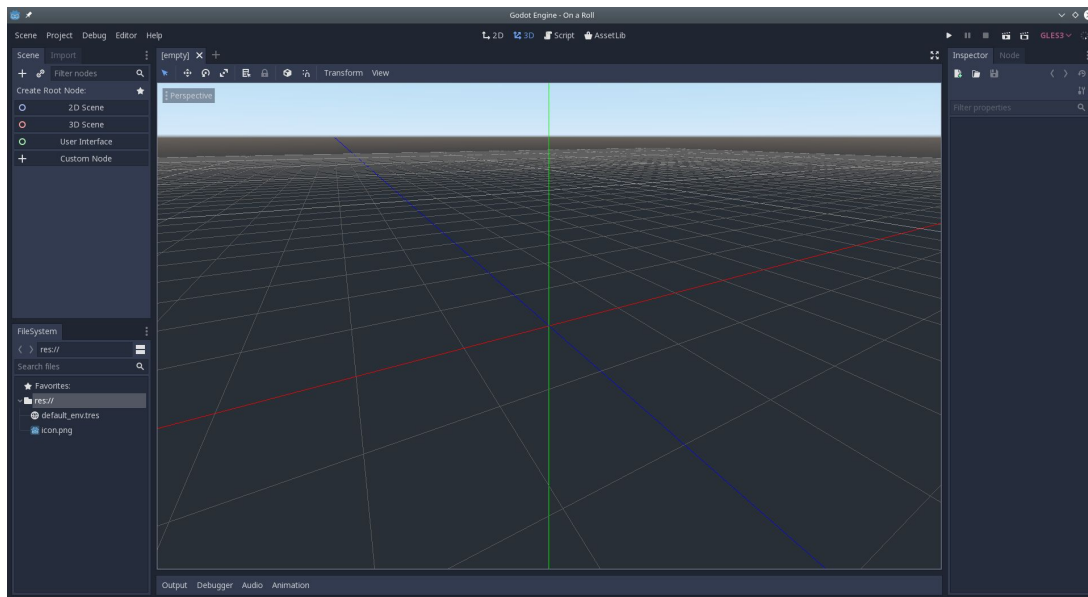 Godot Engine - On a Roll
Scene Project Debug Editor Help
2D 3D Script AssetLib
GLES3
Scene Import
[empty]
Inspector Node
Filter nodes
Transform View
Create Root Node:
Perspective
2D Scene
3D Scene
User Interface
Custom Node
Filter properties
FileSystem
res://
Search files
Favorites:
res://
default_env.tres
icon.png
Output Debugger Audio Animation